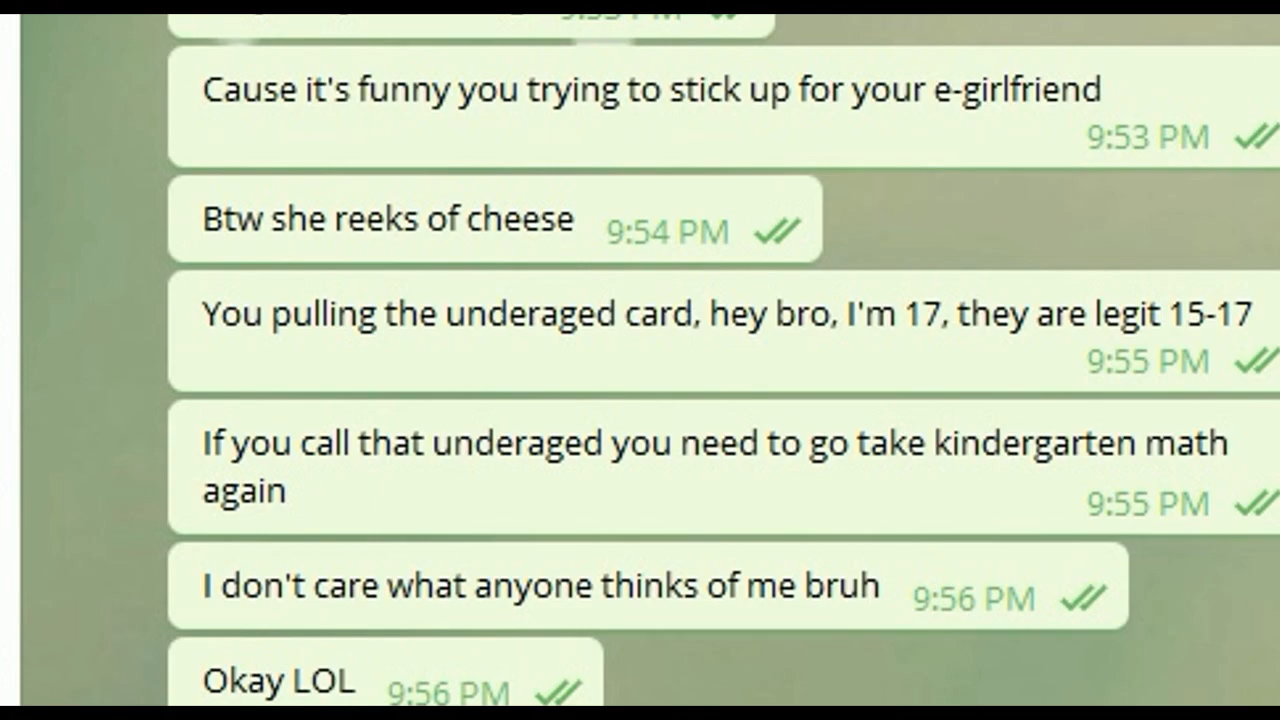 Cause it's funny you trying to stick up for your e-girlfriend
9:53 PM
Btw she reeks of cheese 9:54 PM
You pulling the underaged card, hey bro, I'm 17, they are legit 15-17
9:55 PM
If you call that underaged you need to go take kindergarten math
again 9:55 PM
I don't care what anyone thinks of me bruh 9:56 PM
Okay LOL 9:56 PM